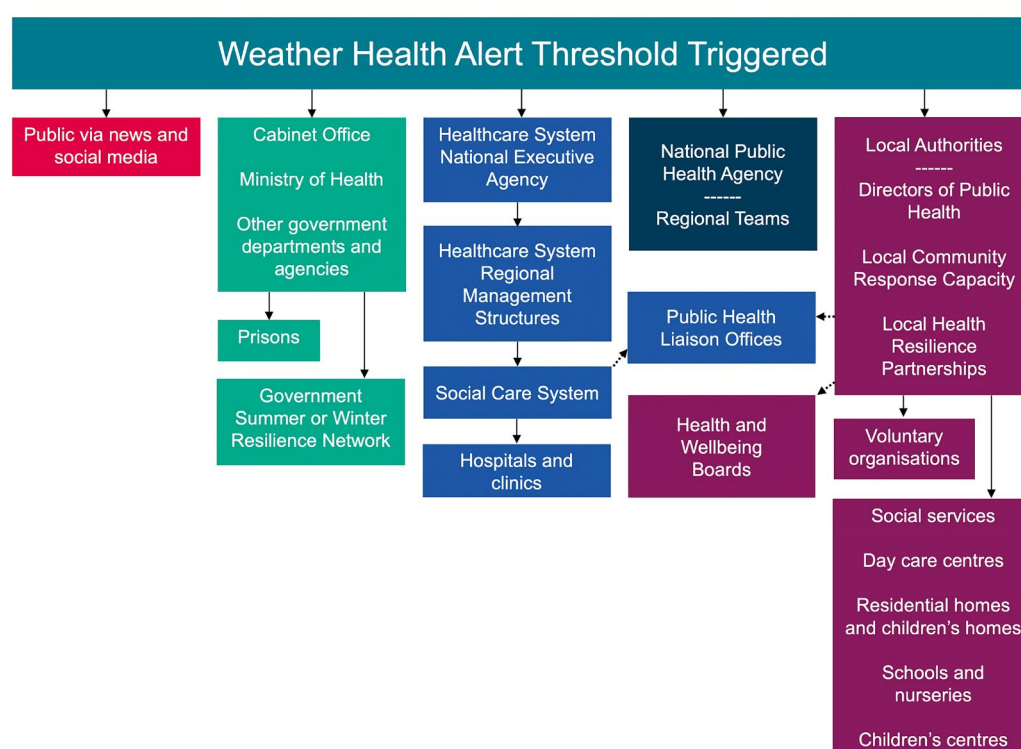 Weather Health Alert Threshold Triggered
Public via news and
social media
Cabinet Office
Ministry of Health
Other government
departments and
agencies
Prisons
Government
Summer or Winter
Resilience Network
Healthcare System
National Executive
Agency
Healthcare System
Regional
Management
Structures
Social Care System
Hospitals and
clinics
National Public
Health Agency
------
Regional Teams
Public Health
Liaison Offices
Health and
Wellbeing
Boards
Local Authorities
------
Directors of Public
Health
Local Community
Response Capacity
Local Health
Resilience
Partnerships
Voluntary
organisations
Social services
Day care centres
Residential homes
and children’s homes
Schools and
nurseries
Children’s centres